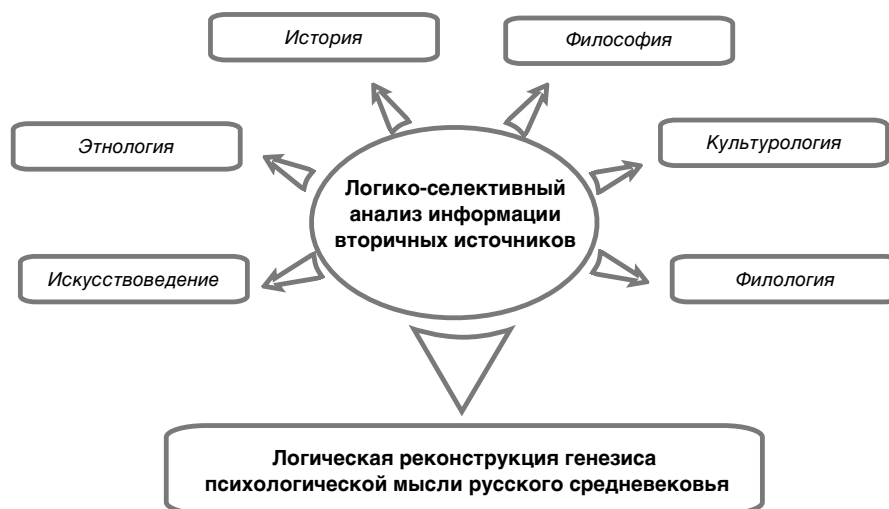 История
Философия
Этнология
Культурология
Логико-селективный
анализ информации
вторичных источников
Искусствоведение
Филология
Логическая реконструкция генезиса
психологической мысли русского средневековья